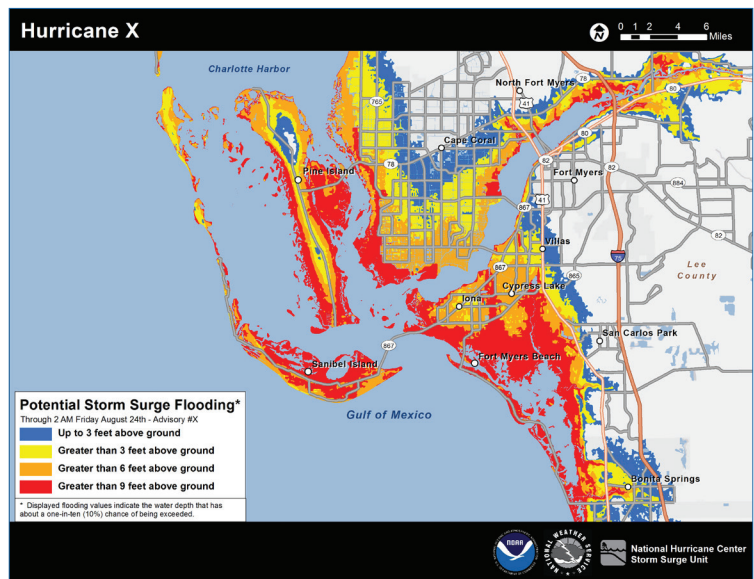 Hurricane X
N
0 1 2 4 6
Miles
Charlotte Harbor
North Fort Myers
78
41
80
765
Cape Coral
80
82
78
Pine Island
Fort Myers
82
884
867
41
82
Villas
75
Lee
County
867
865
Cypress Lake
Iona
San Carlos Park
867
Fort Myers Beach
Sanibel Island
Gulf of Mexico
Bonita Springs
Potential Storm Surge Flooding*
Through 2 AM Friday August 24th - Advisory #X
Up to 3 feet above ground
Greater than 3 feet above ground
Greater than 6 feet above ground
Greater than 9 feet above ground
* Displayed flooding values indicate the water depth that has
about a one-in-ten (10%) chance of being exceeded.
NOAA
NATIONAL WEATHER SERVICE
National Hurricane Center
Storm Surge Unit